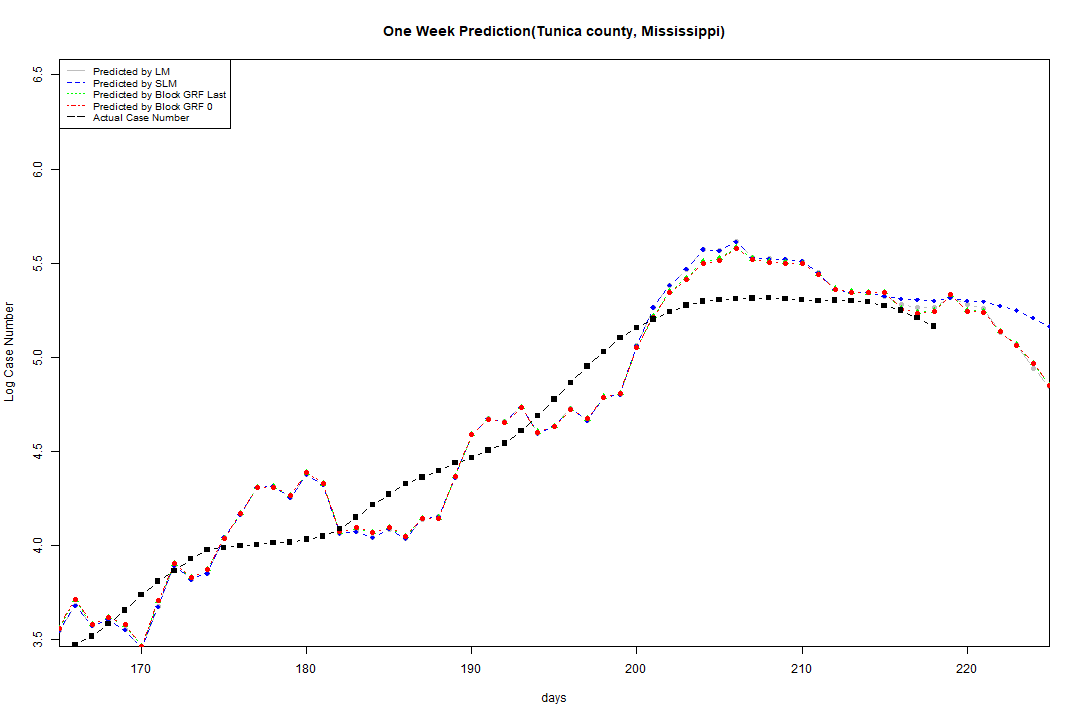 One Week Prediction(Tunica county, Mississippi)
Predicted by LM
Predicted by SLM
Predicted by Block GRF Last
Predicted by Block GRF 0
Actual Case Number
6.5
6.0
5.5
5.0
4.5
4.0
3.5
Log Case Number
170 180 190 200 210 220
days